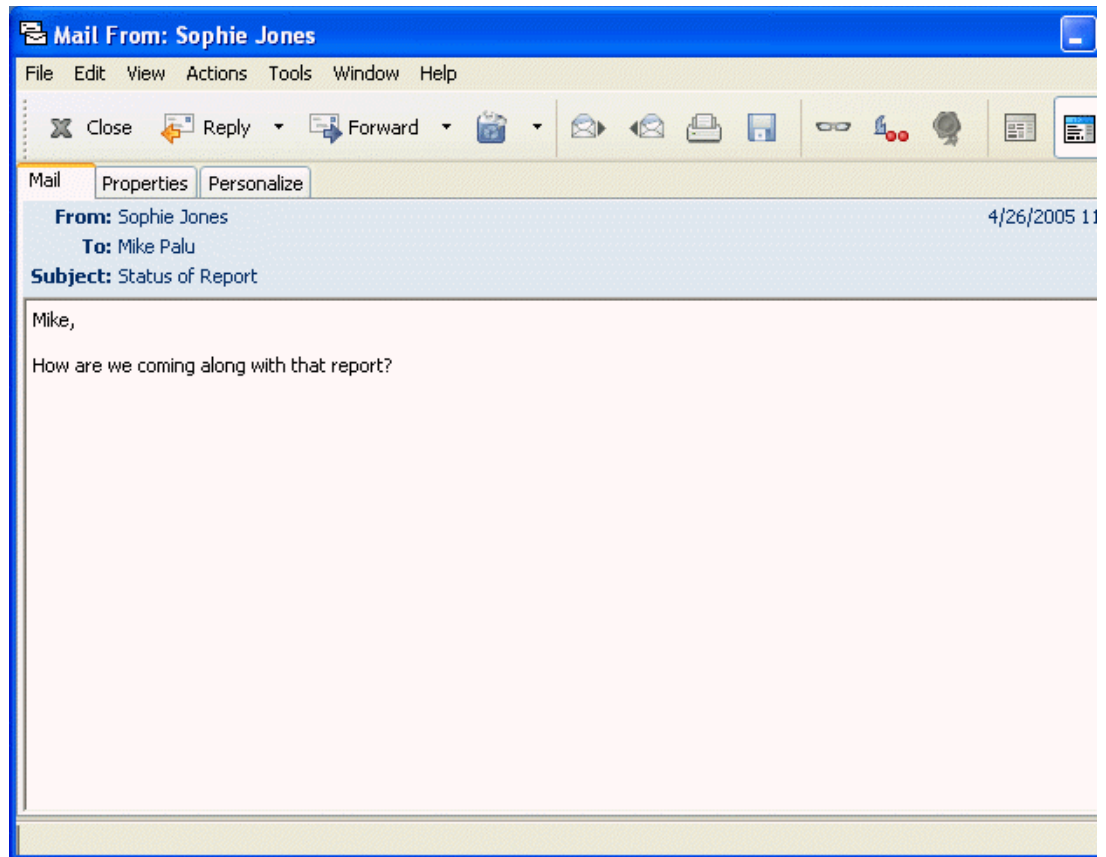 Mail From: Sophie Jones
File Edit View Actions Tools Window Help
Close Reply Forward
Mail Properties Personalize
From: Sophie Jones 4/26/2005 11
To: Mike Palu
Subject: Status of Report
Mike,
How are we coming along with that report?